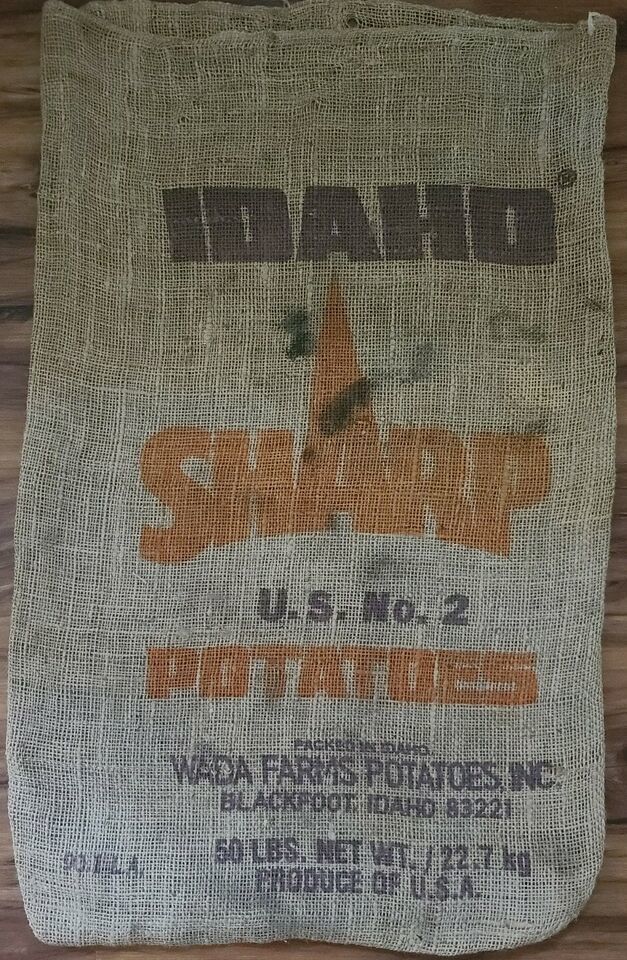 IDAHO®
SHARP
U.S. No. 2
POTATOES
PACKED IN IDAHO
WADA FARMS POTATOES, INC.
BLACKFOOT, IDAHO 83221
50 LBS. NET WT. / 22.7 kg
PRODUCE OF U.S.A.